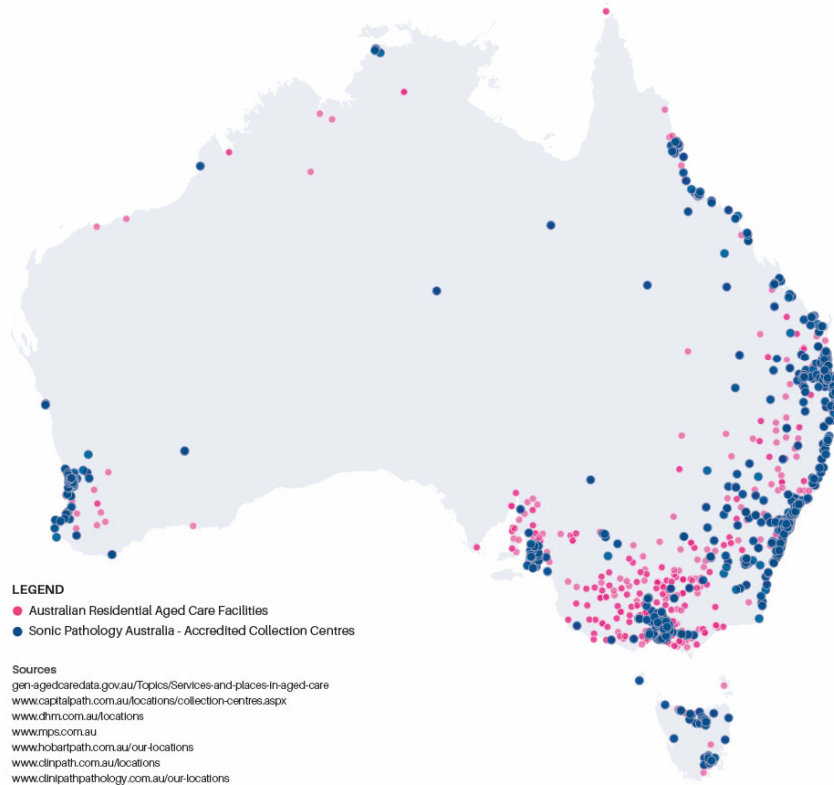 LEGEND
Australian Residential Aged Care Facilities
Sonic Pathology Australia - Accredited Collection Centres
Sources
gen-agedcaredata.gov.au/Topics/Services-and-places-in-aged-care
www.capitalpath.com.au/locations/collection-centres.aspx
www.dhm.com.au/locations
www.mps.com.au
www.hobartpath.com.au/our-locations
www.clinpath.com.au/locations
www.clinipathpathology.com.au/our-locations